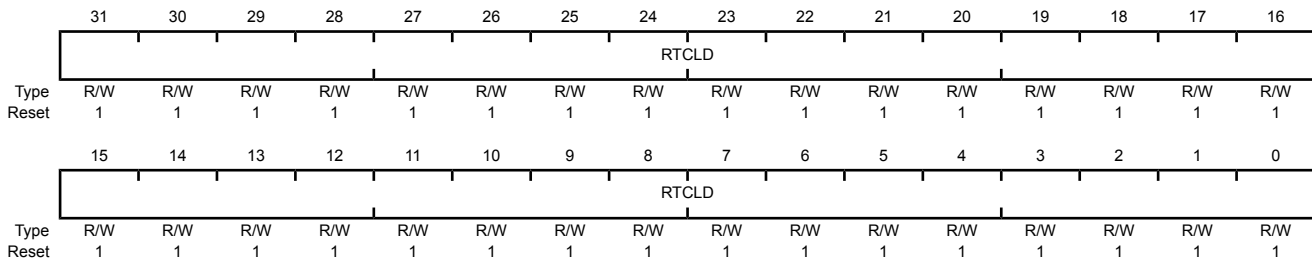 31 30 29 28 27 26 25 24 23 22 21 20 19 18 17 16
RTCLD
Type R/W R/W R/W R/W R/W R/W R/W R/W R/W R/W R/W R/W R/W R/W R/W R/W
Reset 1 1 1 1 1 1 1 1 1 1 1 1 1 1 1 1
15 14 13 12 11 10 9 8 7 6 5 4 3 2 1 0
RTCLD
Type R/W R/W R/W R/W R/W R/W R/W R/W R/W R/W R/W R/W R/W R/W R/W R/W
Reset 1 1 1 1 1 1 1 1 1 1 1 1 1 1 1 1